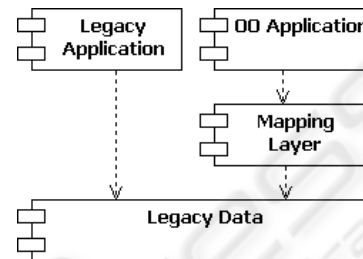 Legacy
Application
OO Application
Mapping
Layer
Legacy Data